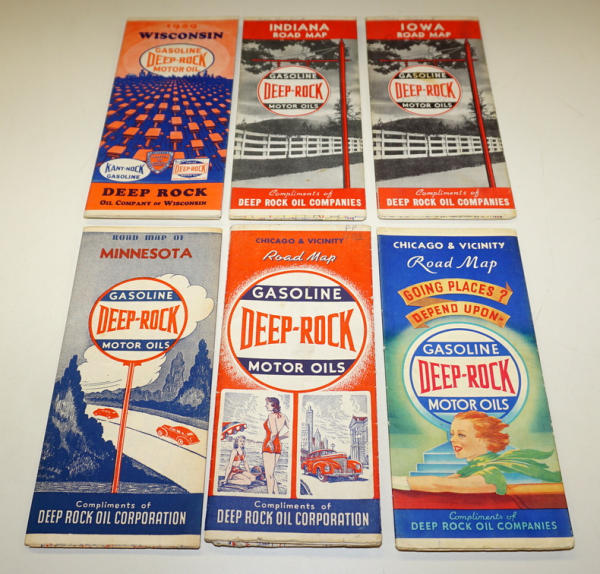 1929
WISCONSIN
GASOLINE
DEEP-ROCK
MOTOR OIL
KANT-NOCK
GASOLINE
DEEP-ROCK
DEEP ROCK
OIL COMPANY OF WISCONSIN
INDIANA
ROAD MAP
GASOLINE
DEEP-ROCK
MOTOR OILS
Compliments of
DEEP ROCK OIL COMPANIES
IOWA
ROAD MAP
GASOLINE
DEEP-ROCK
MOTOR OILS
Compliments of
DEEP ROCK OIL COMPANIES
ROAD MAP OF
MINNESOTA
GASOLINE
DEEP-ROCK
MOTOR OILS
Compliments of
DEEP ROCK OIL CORPORATION
CHICAGO & VICINITY
Road Map
GASOLINE
DEEP-ROCK
MOTOR OILS
Compliments of
DEEP ROCK OIL CORPORATION
CHICAGO & VICINITY
Road Map
GOING PLACES?
DEPEND UPON-
GASOLINE
DEEP-ROCK
MOTOR OILS
Compliments of
DEEP ROCK OIL COMPANIES